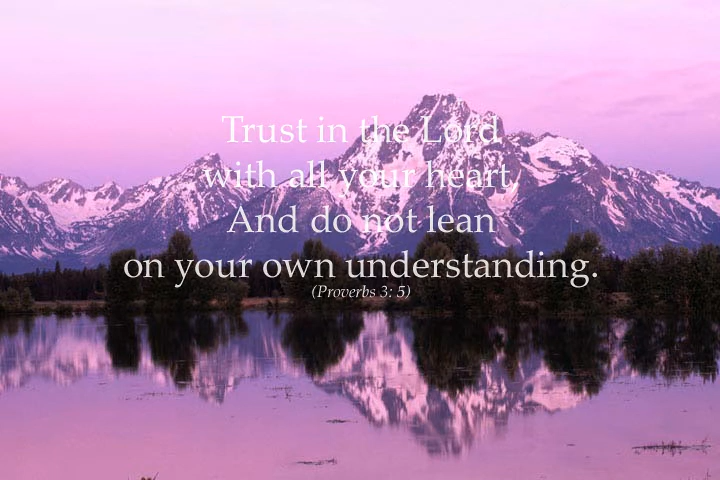 Trust in the Lord
with all your heart,
And do not lean
on your own understanding.
(Proverbs 3: 5)